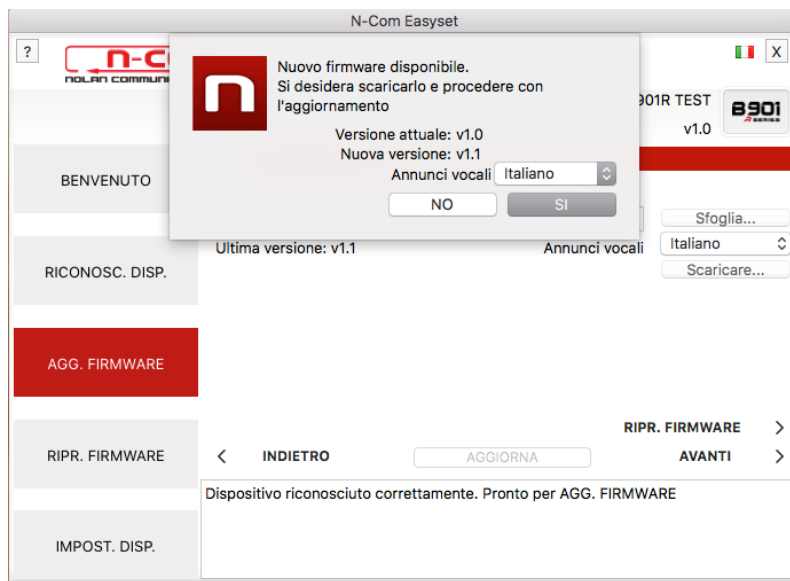 N-Com Easyset
?
n-c
NOLAN COMMUNI
X
Nuovo firmware disponibile.
Si desidera scaricarlo e procedere con
l'aggiornamento
Versione attuale: v1.0
Nuova versione: v1.1
Annunci vocali Italiano
NO SI
TEST
v1.0
B901
R SERIES
BENVENUTO
RICONOSC. DISP.
AGG. FIRMWARE
RIPR. FIRMWARE
IMPOST. DISP.
Sfoglia...
Ultima versione: v1.1 Annunci vocali Italiano
Scaricare...
RIPR. FIRMWARE >
< INDIETRO AGGIORNA AVANTI >
Dispositivo riconosciuto correttamente. Pronto per AGG. FIRMWARE